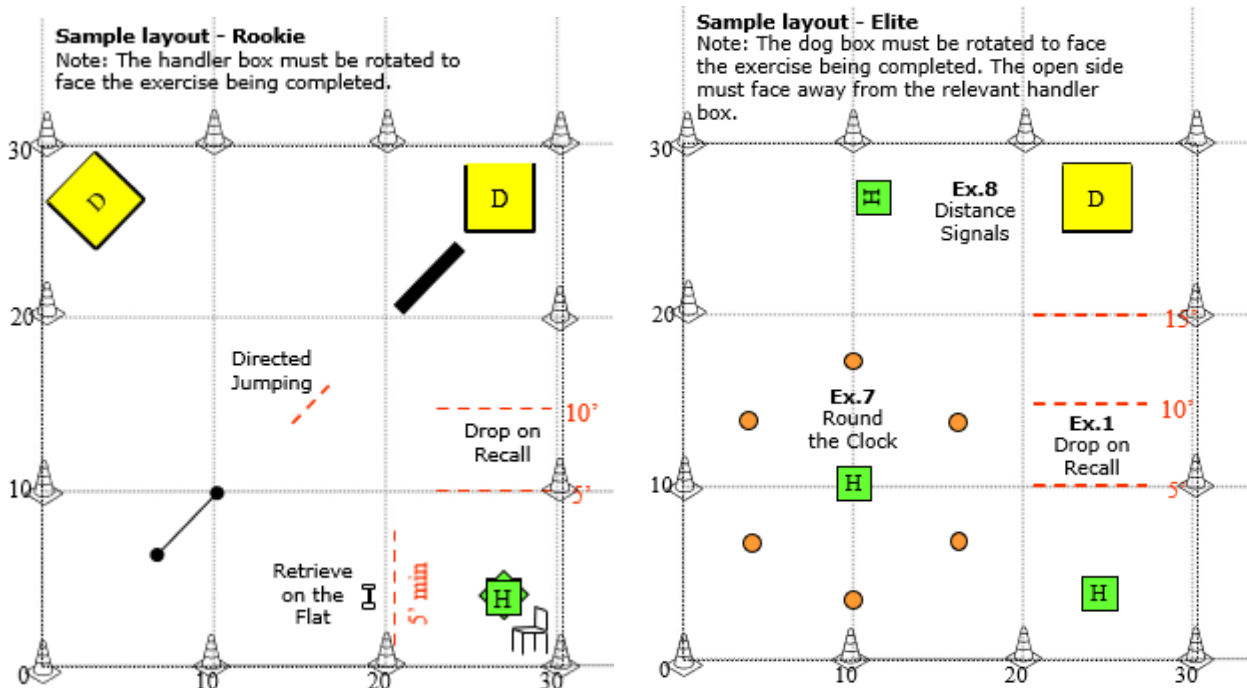 Sample layout - Rookie
Note: The handler box must be rotated to
face the exercise being completed.
30
D
D
20
Directed
Jumping
10'
Drop on
Recall
10
5'
Retrieve
on the
Flat
5' min
H
0
10
20
30
Sample layout - Elite
Note: The dog box must be rotated to face
the exercise being completed. The open side
must face away from the relevant handler
box.
30
H
Ex.8
Distance
Signals
D
20
15'
Ex.7
Round
the Clock
10'
Ex.1
Drop on
Recall
H
10
5'
H
0
10
20
30